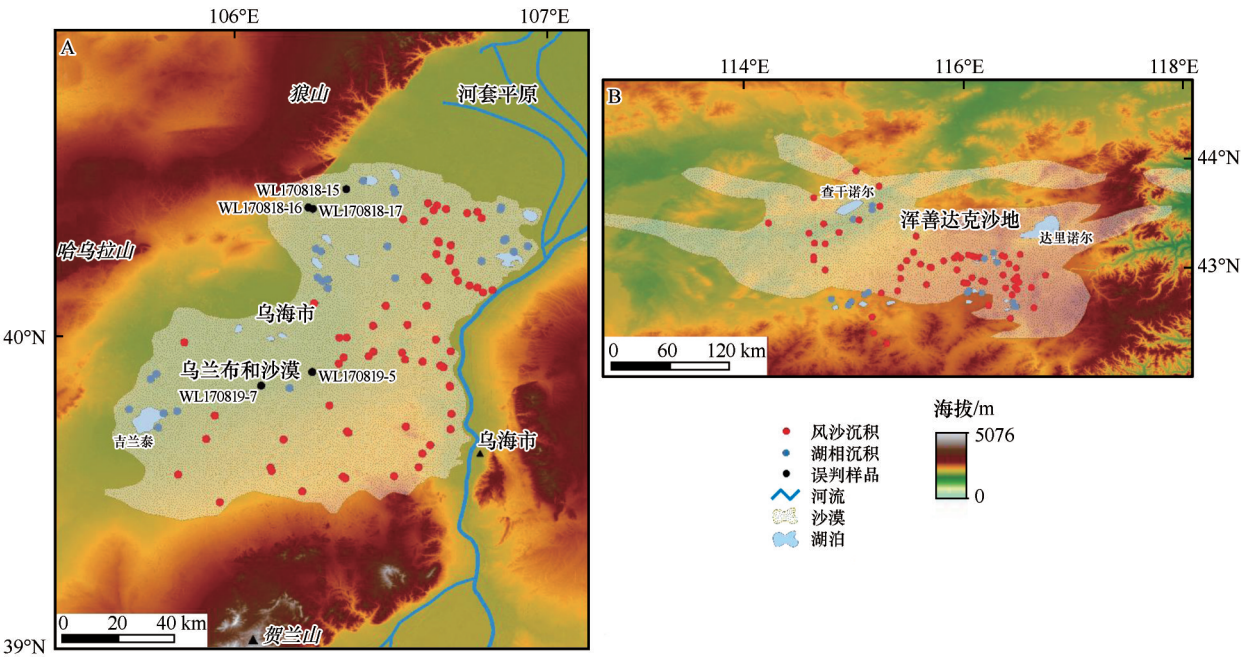 106°E
107°E
A
狼山
河套平原
WL170818-15
WL170818-16
WL170818-17
哈乌拉山
乌海市
40°N
乌兰布和沙漠
WL170819-5
WL170819-7
吉兰泰
乌海市
0 20 40 km
贺兰山
39°N
114°E
116°E
118°E
B
44°N
查干诺尔
浑善达克沙地
达里诺尔
43°N
0 60 120 km
风沙沉积
湖相沉积
误判样品
河流
沙漠
湖泊
海拔/m
5076
0